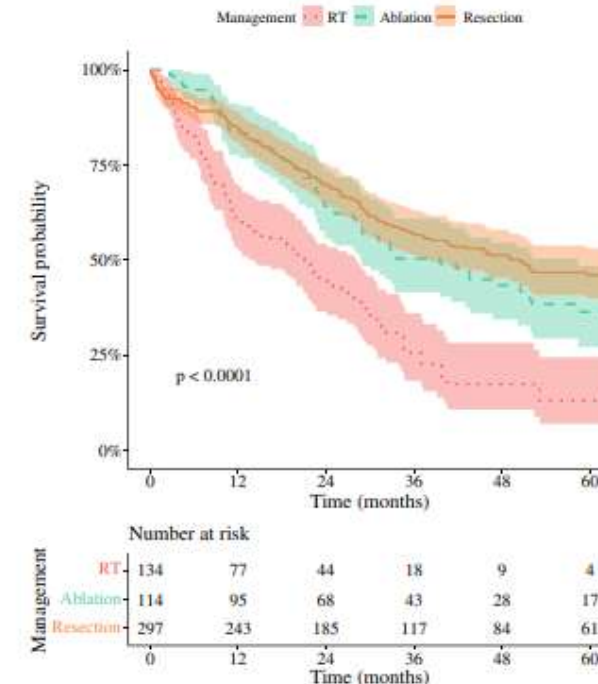 Management RT Ablation Resection
100%
75%
50%
25%
0%
Survival probability
p < 0.0001
0 12 24 36 48 60
Time (months)
Number at risk
Management
RT 134 77 44 18 9 4
Ablation 114 95 68 43 28 17
Resection 297 243 185 117 84 61
0 12 24 36 48 60
Time (months)